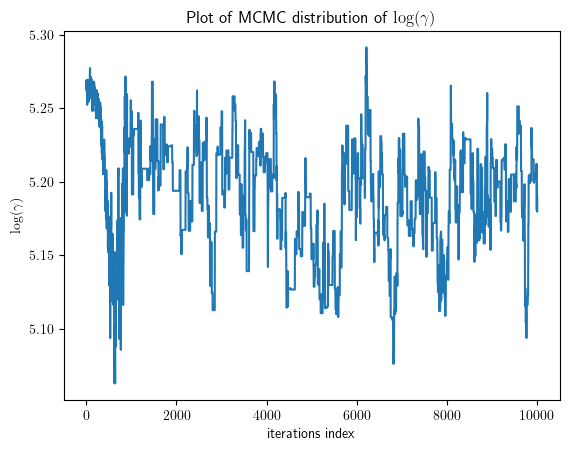 Plot of MCMC distribution of log(γ)
5.30
5.25
5.20
5.15
5.10
log(γ)
0 2000 4000 6000 8000 10000
iterations index